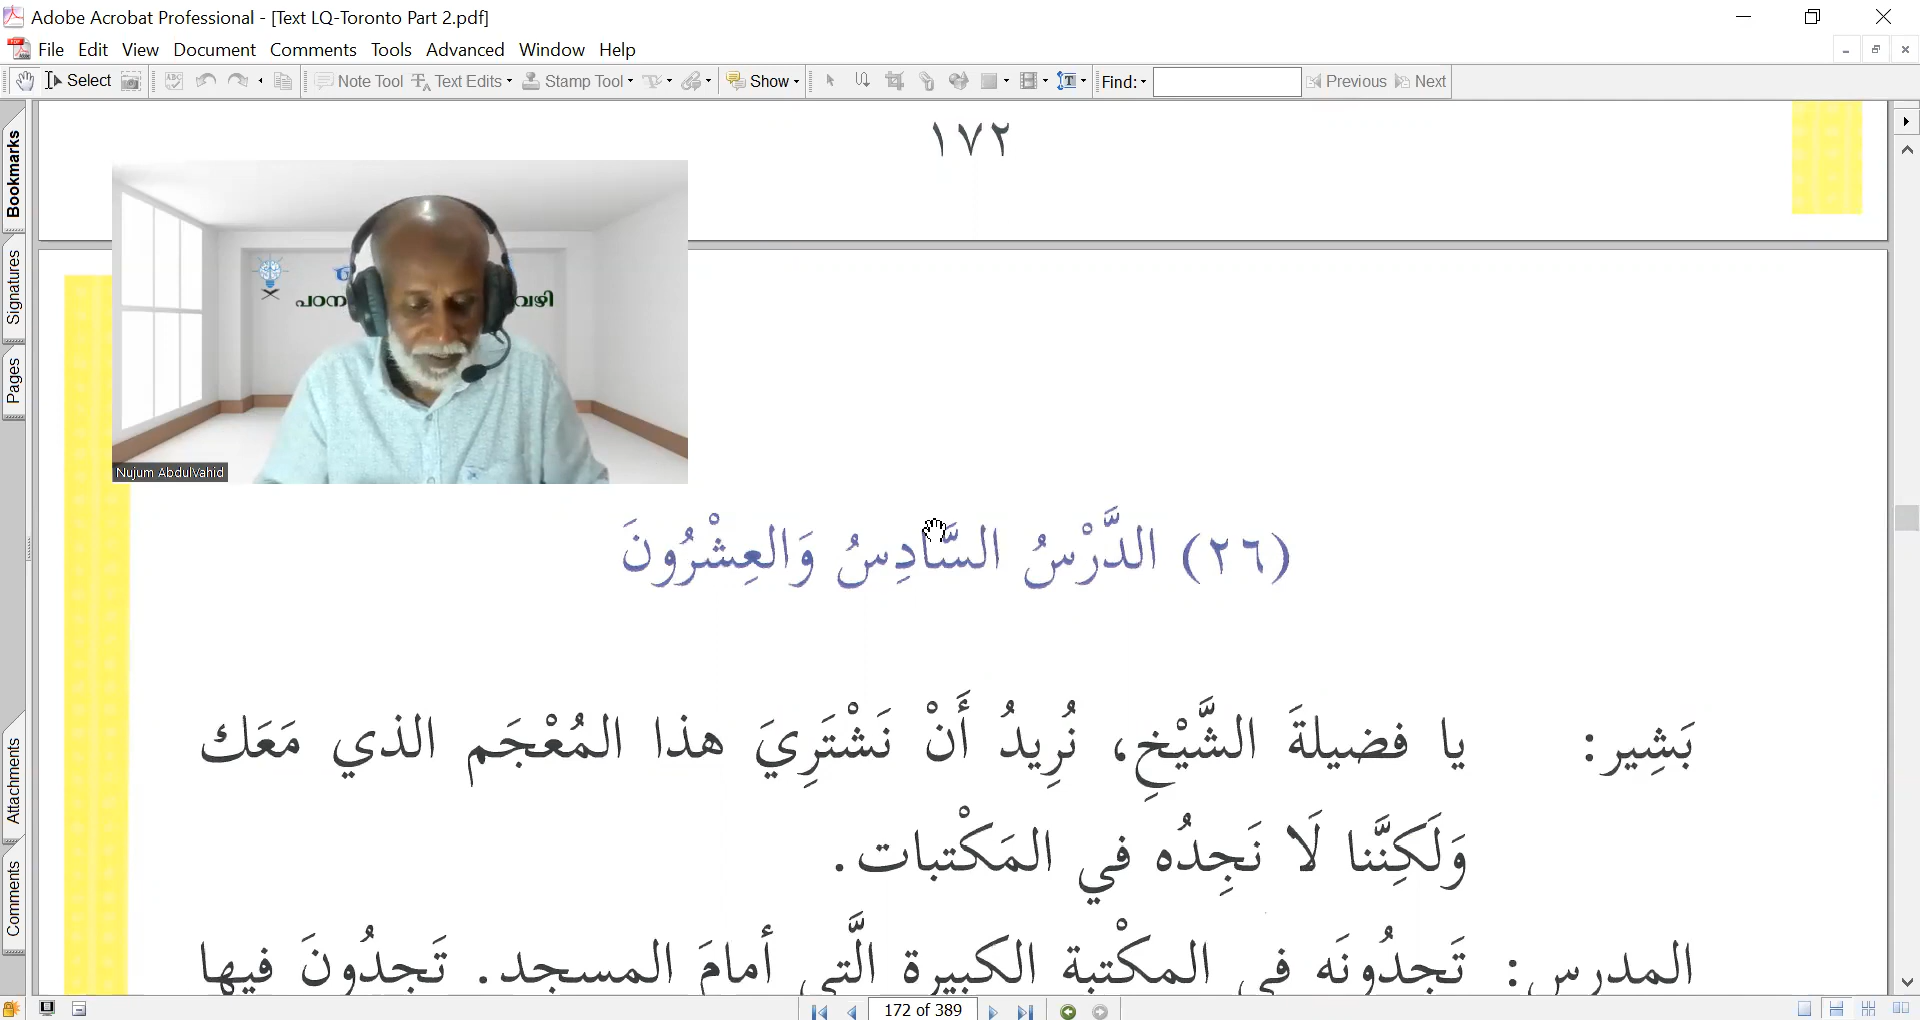 Adobe Acrobat Professional - [Text LQ-Toronto Part 2.pdf]
File Edit View Document Comments Tools Advanced Window Help
Select Note Tool Text Edits Stamp Tool Show Find: Previous Next
Bookmarks
Signatures
Pages
Attachments
Comments
١٧٢
വഴി
Nujum AbdulVahid
(٢٦) الدَّرْسُ السَّادِسُ وَالعِشْرُونَ
بَشِير: يا فضيلةَ الشَّيْخِ، نُرِيدُ أَنْ نَشْتَرِيَ هذا المُعْجَم الذي مَعَك
وَلَكِنَّنا لَا نَجِدُه في المَكْتبات.
المدرس: تَجِدُونَه في المكْتبة الكبيرة الَّتي أمامَ المسجد. تَجِدُونَ فيها
172 of 389